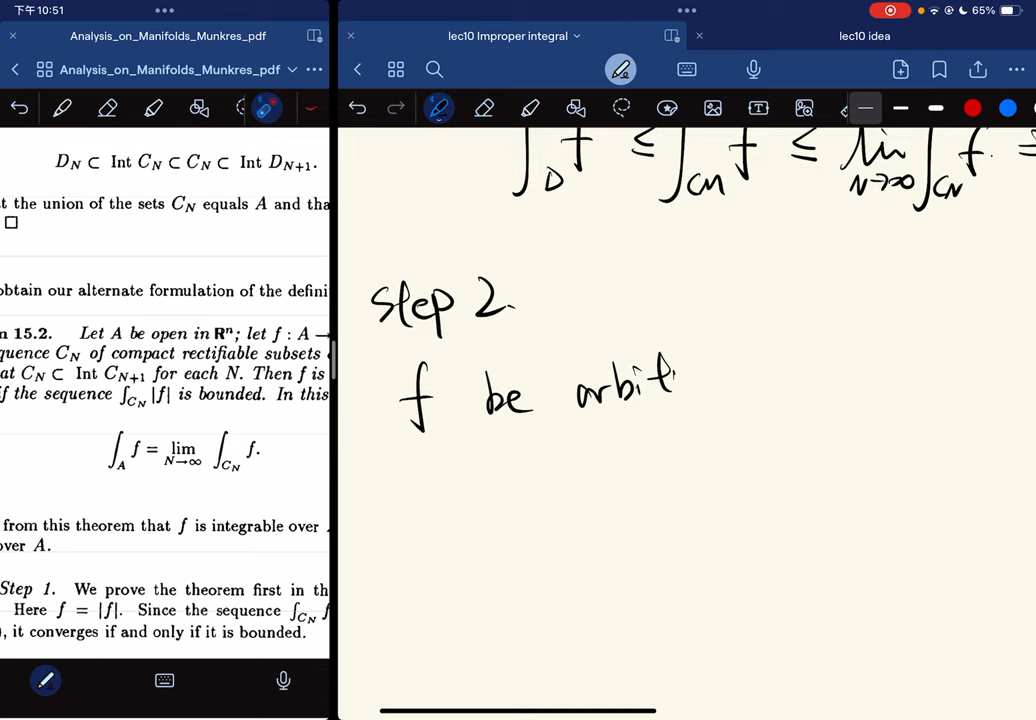 下午10:51
65%
Analysis_on_Manifolds_Munkres_pdf
lec10 Improper integral
lec10 idea
Analysis_on_Manifolds_Munkres_pdf
D_N ⊂ Int C_N ⊂ C_N ⊂ Int D_{N+1}.
t the union of the sets C_N equals A and tha
□
obtain our alternate formulation of the defini
m 15.2. Let A be open in R^n; let f : A →
quence C_N of compact rectifiable subsets
at C_N ⊂ Int C_{N+1} for each N. Then f is
f the sequence ∫_{C_N} |f| is bounded. In this
∫_A f = lim_{N→∞} ∫_{C_N} f.
from this theorem that f is integrable over
over A.
Step 1. We prove the theorem first in th
Here f = |f|. Since the sequence ∫_{C_N} f
), it converges if and only if it is bounded.
∫_D f ≤ ∫_{CM} f ≤ lim_{N→∞} ∫_{CN} f. =
step 2.
f be arbit